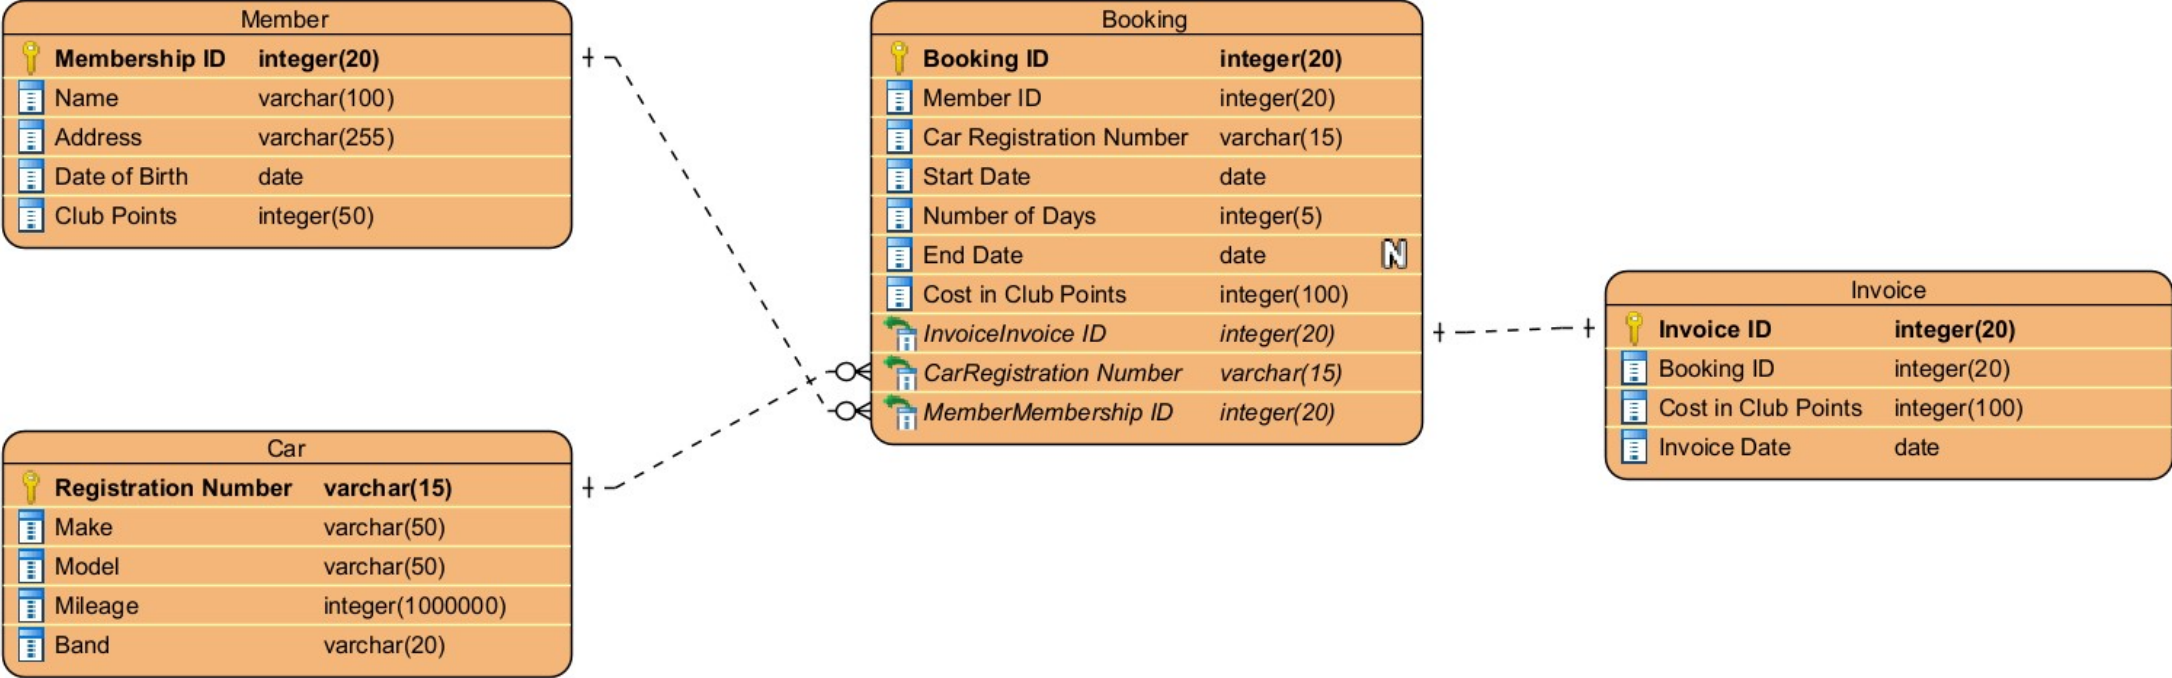 Member
Membership ID integer(20)
Name varchar(100)
Address varchar(255)
Date of Birth date
Club Points integer(50)
Booking
Booking ID integer(20)
Member ID integer(20)
Car Registration Number varchar(15)
Start Date date
Number of Days integer(5)
End Date date N
Cost in Club Points integer(100)
InvoiceInvoice ID integer(20)
CarRegistration Number varchar(15)
MemberMembership ID integer(20)
Invoice
Invoice ID integer(20)
Booking ID integer(20)
Cost in Club Points integer(100)
Invoice Date date
Car
Registration Number varchar(15)
Make varchar(50)
Model varchar(50)
Mileage integer(1000000)
Band varchar(20)